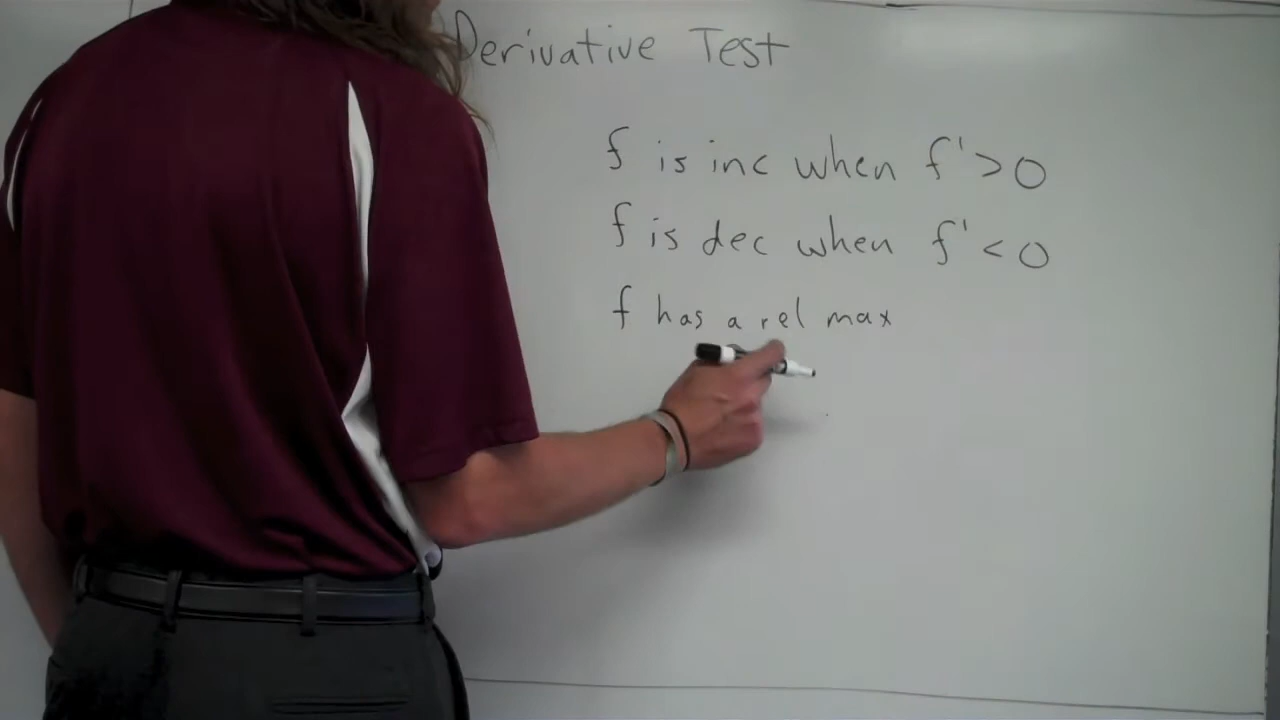 Derivative Test
f is inc when f' > 0
f is dec when f' < 0
f has a rel max